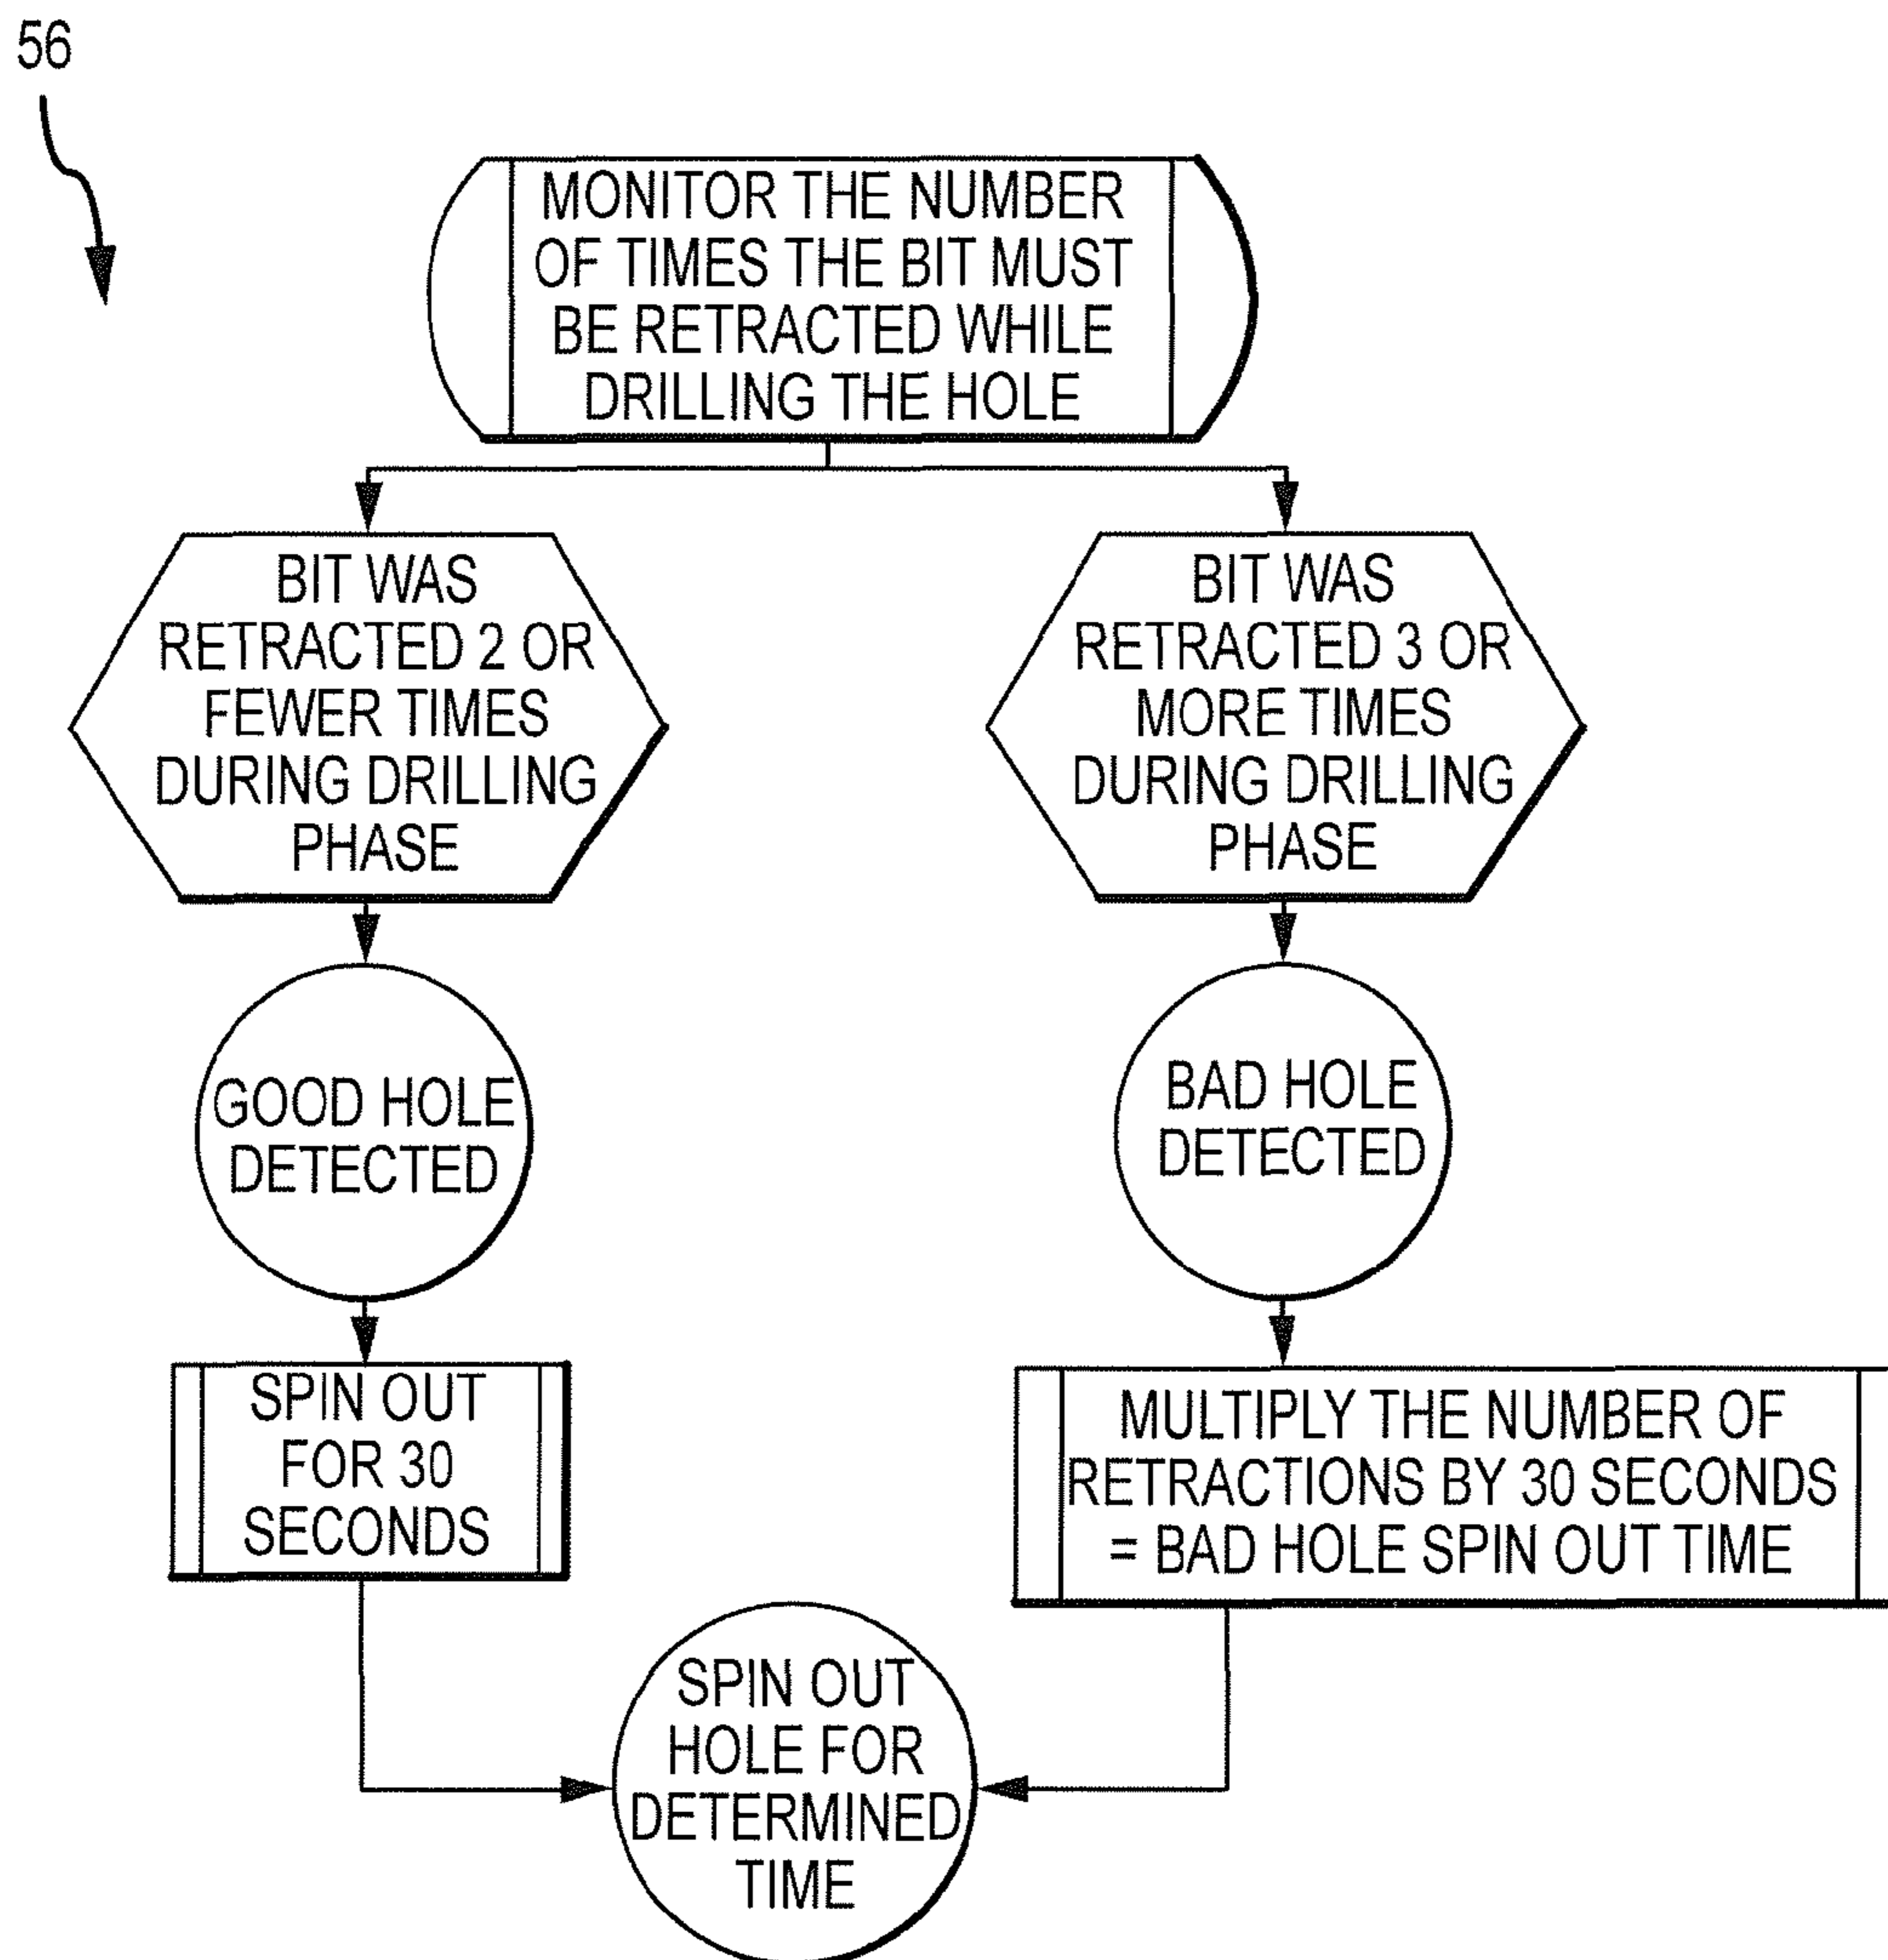 56
MONITOR THE NUMBER
OF TIMES THE BIT MUST
BE RETRACTED WHILE
DRILLING THE HOLE
BIT WAS
RETRACTED 2 OR
FEWER TIMES
DURING DRILLING
PHASE
BIT WAS
RETRACTED 3 OR
MORE TIMES
DURING DRILLING
PHASE
GOOD HOLE
DETECTED
BAD HOLE
DETECTED
SPIN OUT
FOR 30
SECONDS
MULTIPLY THE NUMBER OF
RETRACTIONS BY 30 SECONDS
= BAD HOLE SPIN OUT TIME
SPIN OUT
HOLE FOR
DETERMINED
TIME